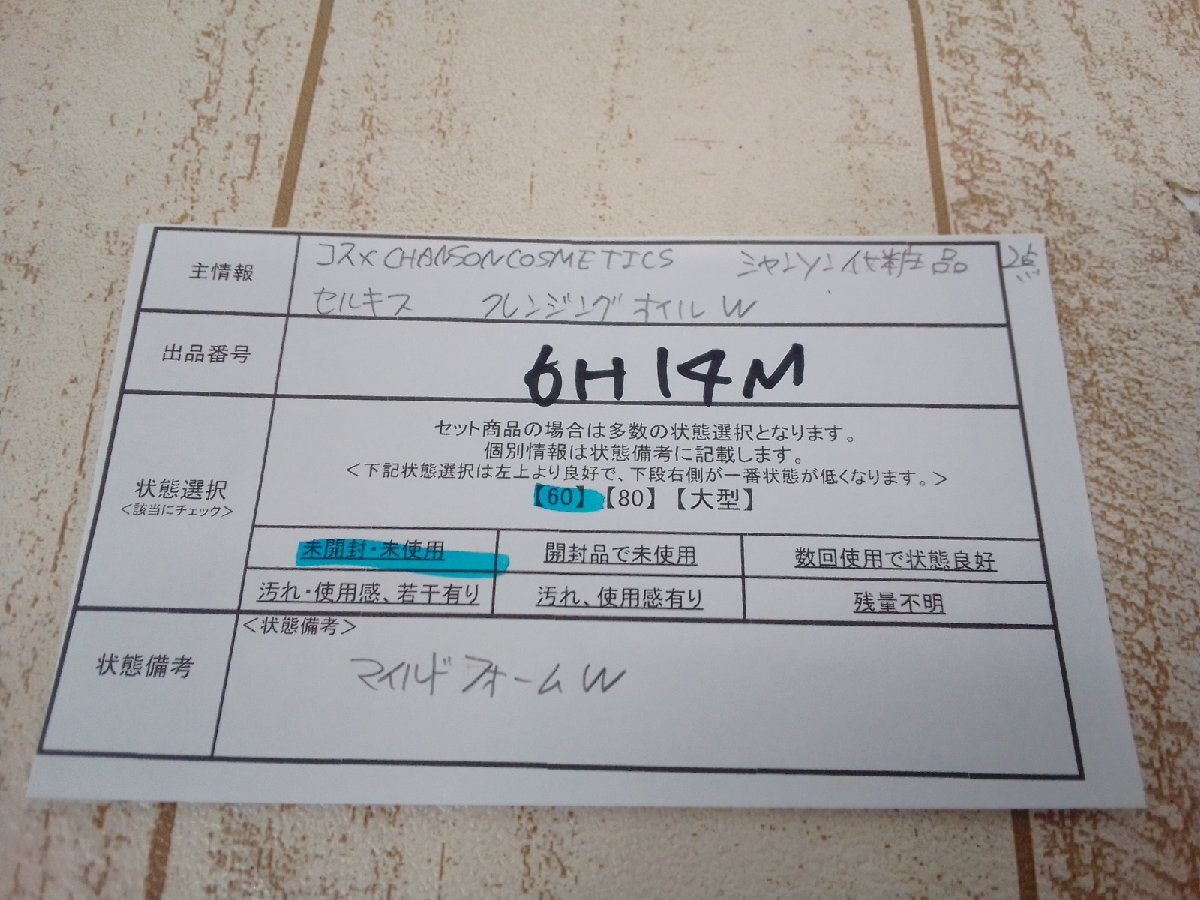 主情報
コスメ CHANSON COSMETICS シャンソン化粧品 2点
セルキス クレンジングオイル W
出品番号
6H14M
状態選択
<該当にチェック>
セット商品の場合は多数の状態選択となります。
個別情報は状態備考に記載します。
<下記状態選択は左上より良好で、下段右側が一番状態が低くなります。>
【60】【80】【大型】
未開封・未使用 開封品で未使用 数回使用で状態良好
汚れ・使用感、若干有り 汚れ、使用感有り 残量不明
状態備考
<状態備考>
マイルドフォームW